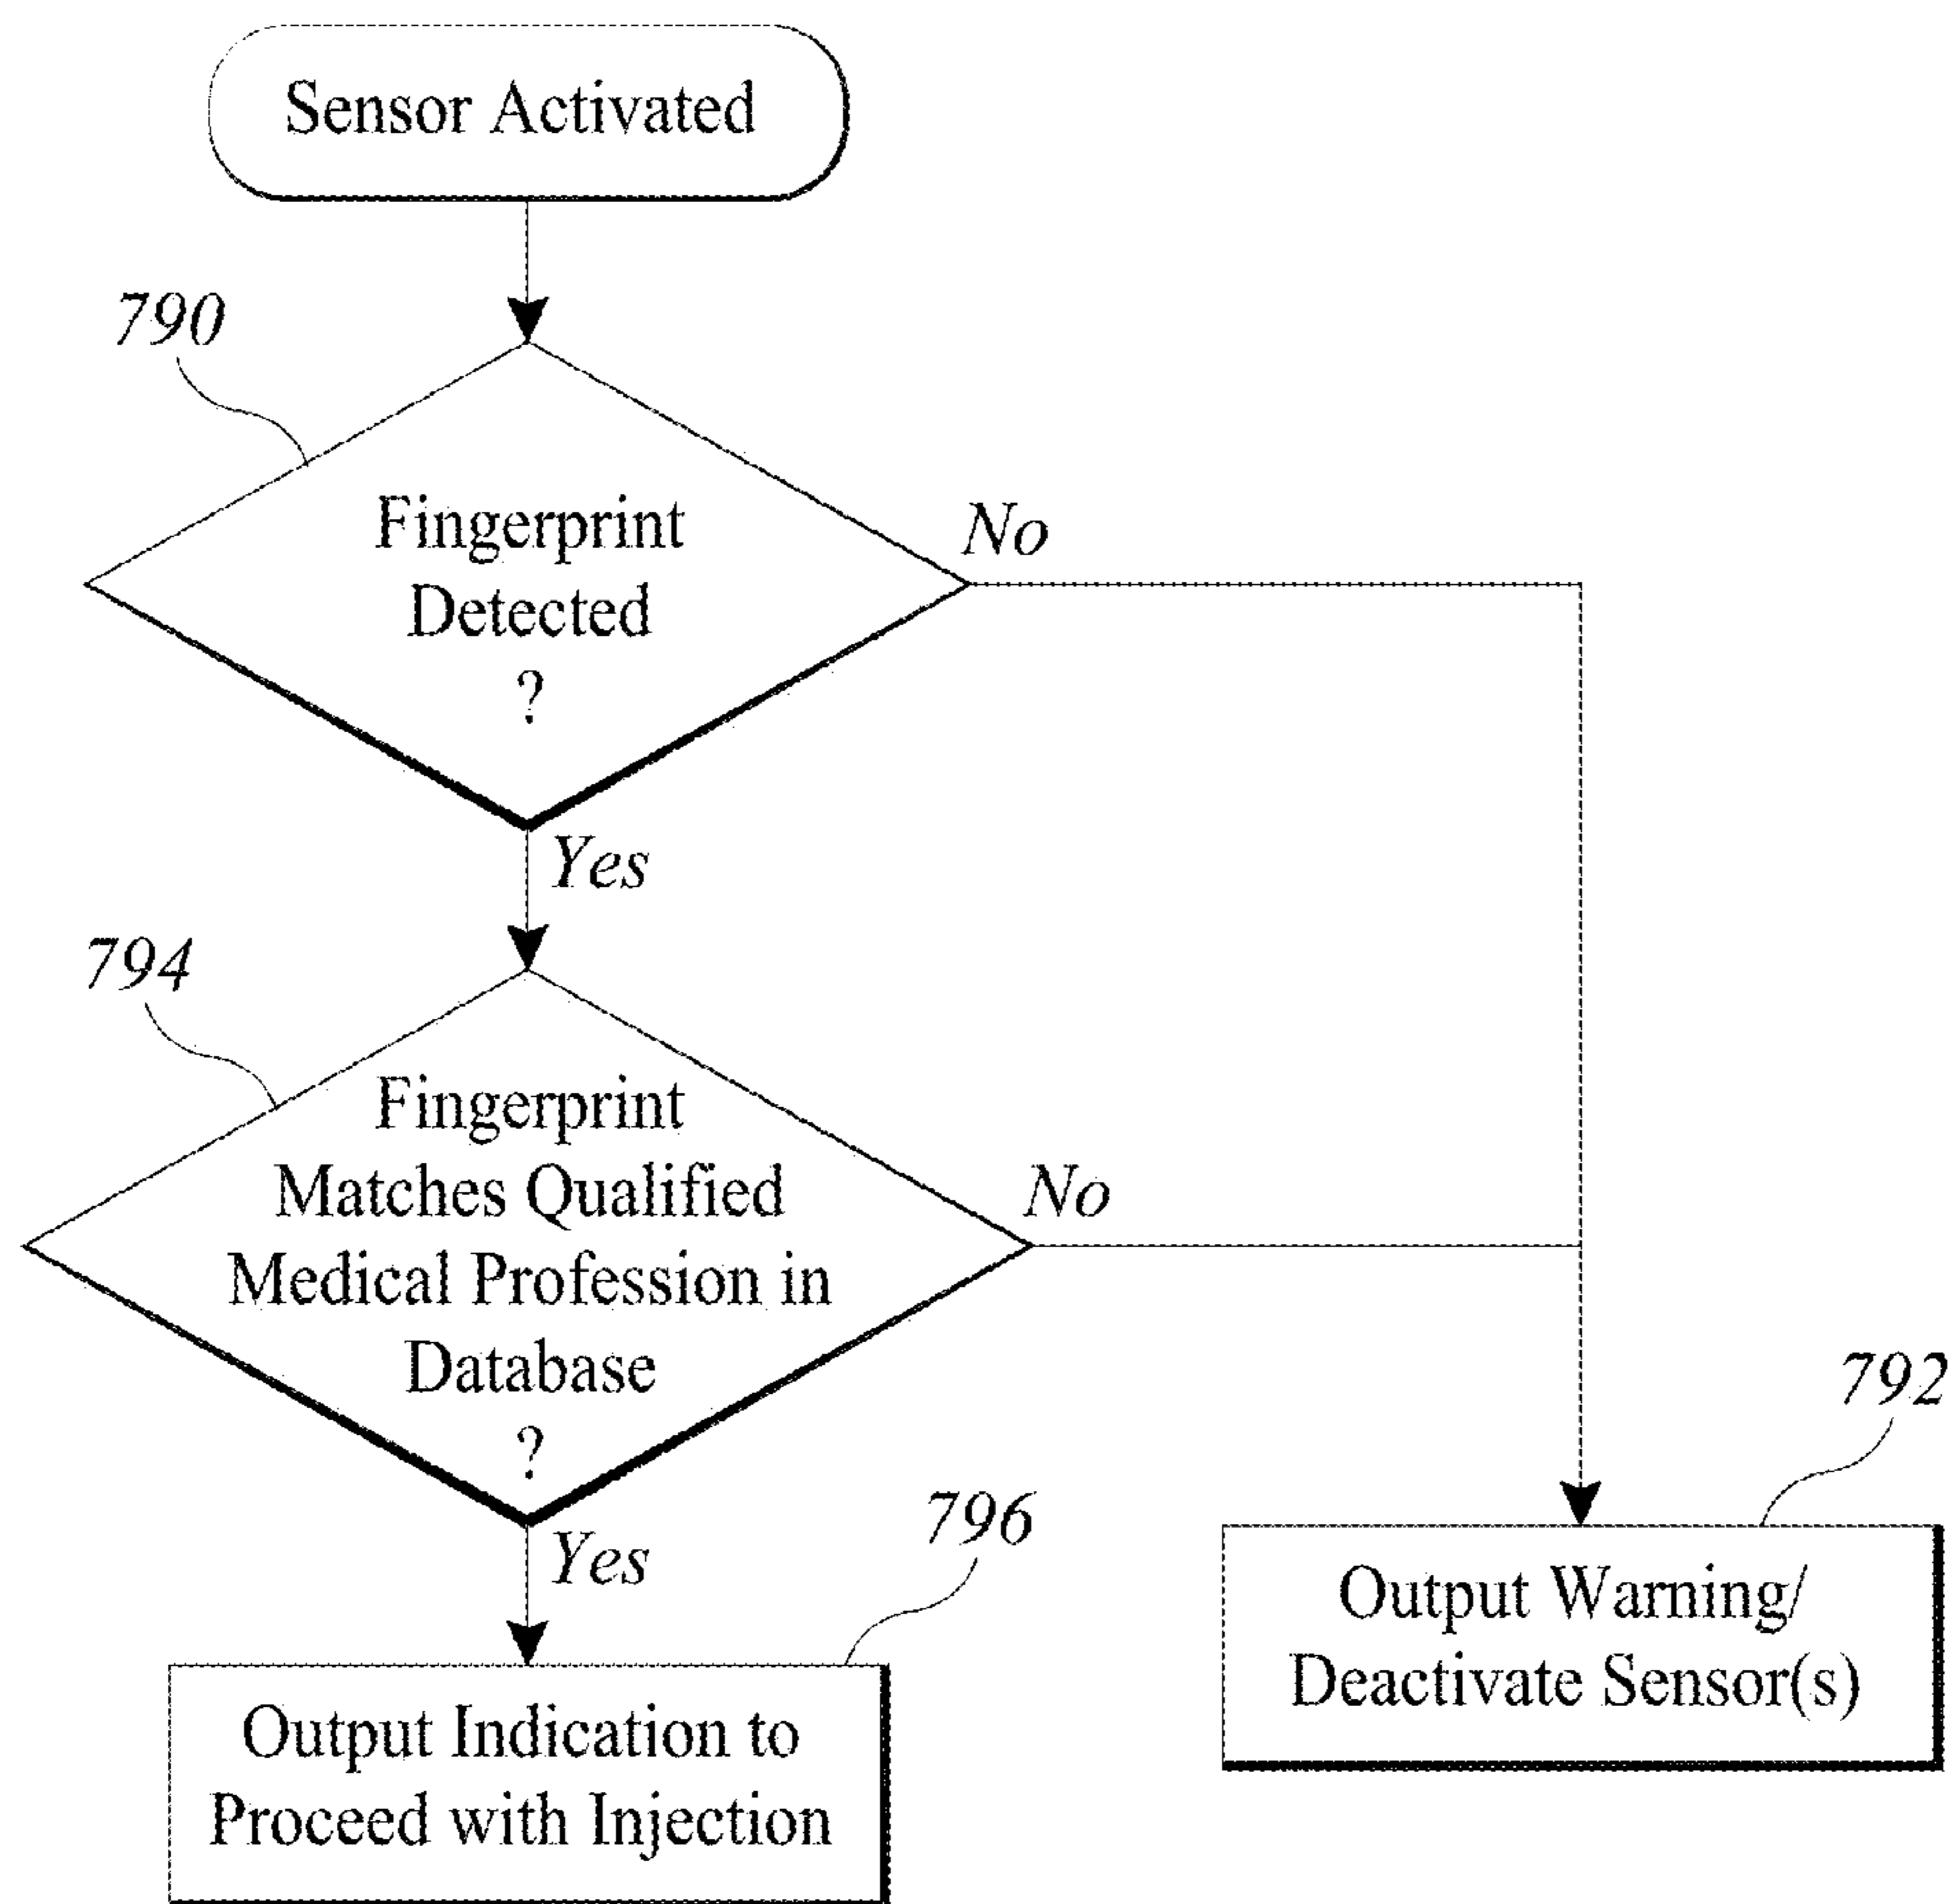 Sensor Activated
790
Fingerprint
Detected
?
No
Yes
794
Fingerprint
Matches Qualified
Medical Profession in
Database
?
No
Yes
796
Output Indication to
Proceed with Injection
792
Output Warning/
Deactivate Sensor(s)